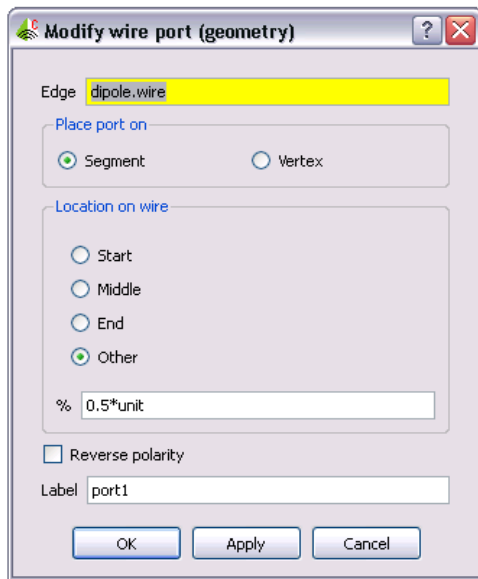 Modify wire port (geometry)
Edge dipole.wire
Place port on
Segment Vertex
Location on wire
Start
Middle
End
Other
% 0.5*unit
Reverse polarity
Label port1
OK Apply Cancel